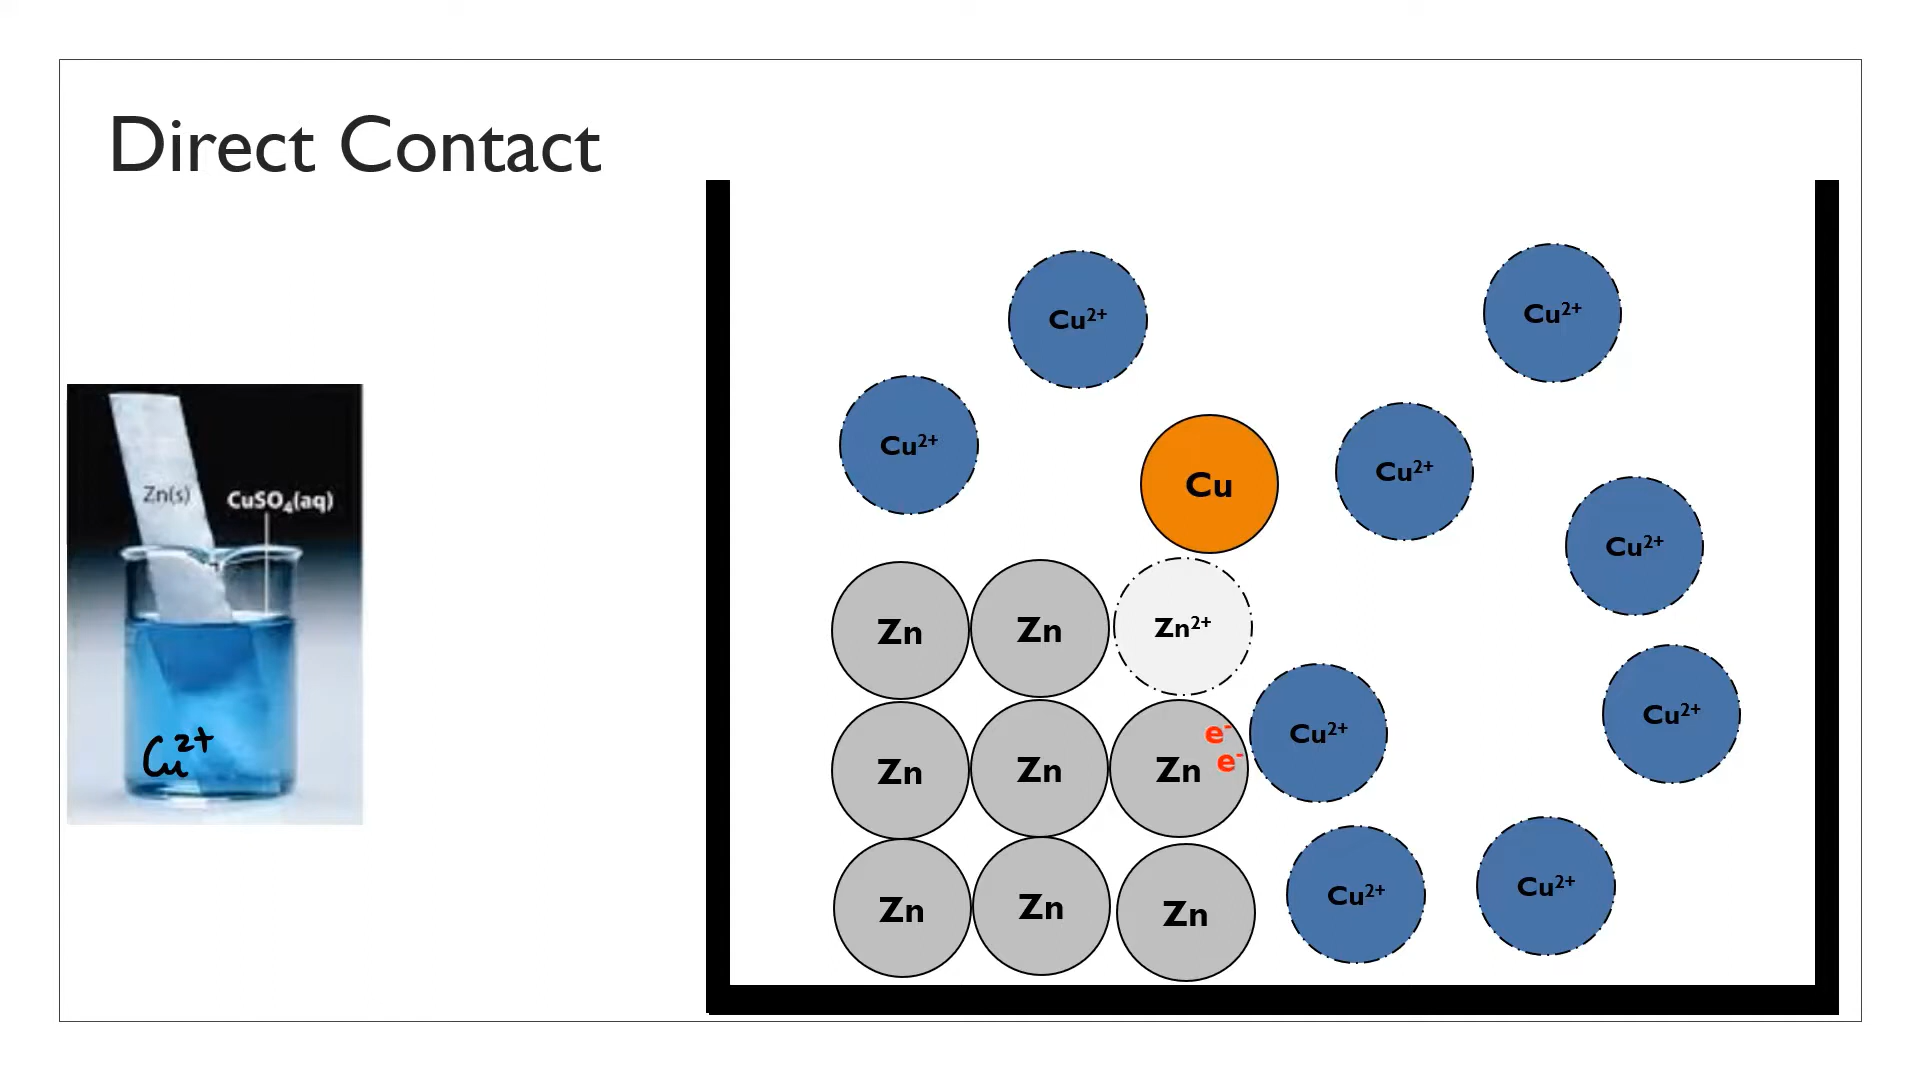 Direct Contact
Zn(s)
CuSO₄(aq)
Cu²⁺
Cu²⁺
Cu²⁺
Cu²⁺
Cu
Cu²⁺
Cu²⁺
Zn
Zn
Zn²⁺
Cu²⁺
Zn
Zn
Zn
e⁻
e⁻
Cu²⁺
Zn
Zn
Zn
Cu²⁺
Cu²⁺